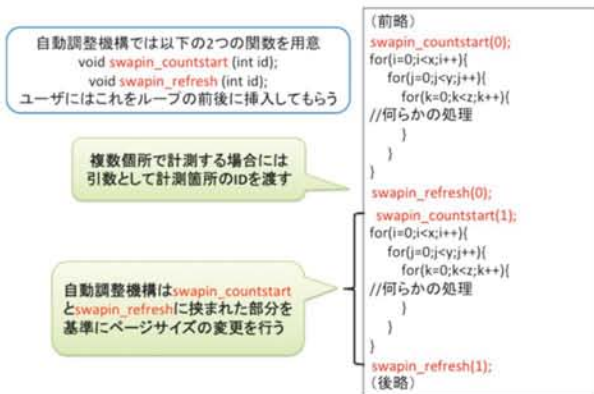 自動調整機構では以下の2つの関数を用意
void swapin_countstart (int id);
void swapin_refresh (int id);
ユーザにはこれをループの前後に挿入してもらう
複数個所で計測する場合には
引数として計測箇所のIDを渡す
自動調整機構はswapin_countstart
とswapin_refreshに挟まれた部分を
基準にページサイズの変更を行う
(前略)
swapin_countstart(0);
for(i=0;i<x;i++){
for(j=0;j<y;j++){
for(k=0;k<z;k++){
//何らかの処理
}
}
}
swapin_refresh(0);
swapin_countstart(1);
for(i=0;i<x;i++){
for(j=0;j<y;j++){
for(k=0;k<z;k++){
//何らかの処理
}
}
}
swapin_refresh(1);
(後略)